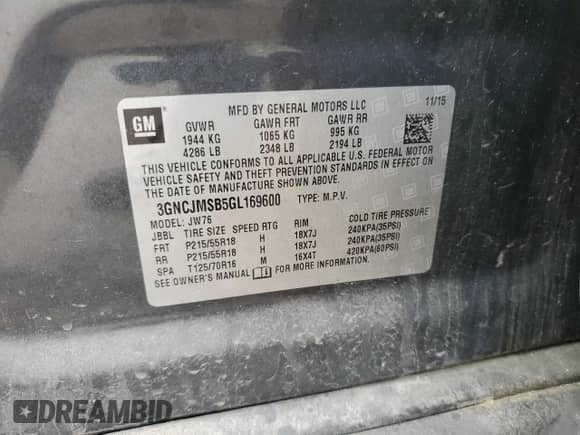 MFD BY GENERAL MOTORS LLC 11/15
GM
GVWR GAWR FRT GAWR RR
1944 KG 1065 KG 995 KG
4286 LB 2348 LB 2194 LB
THIS VEHICLE CONFORMS TO ALL APPLICABLE U.S. FEDERAL MOTOR
VEHICLE SAFETY AND THEFT PREVENTION STANDARDS IN EFFECT ON
THE DATE OF MANUFACTURE SHOWN ABOVE.
3GNCJMSB5GL169600 TYPE: M.P.V.
MODEL: JW76
JBBL TIRE SIZE SPEED RTG RIM COLD TIRE PRESSURE
FRT P215/55R18 H 18X7J 240KPA(35PSI)
RR P215/55R18 H 18X7J 240KPA(35PSI)
SPA T125/70R16 M 16X4T 420KPA(60PSI)
SEE OWNER'S MANUAL FOR MORE INFORMATION.
DREAMBID